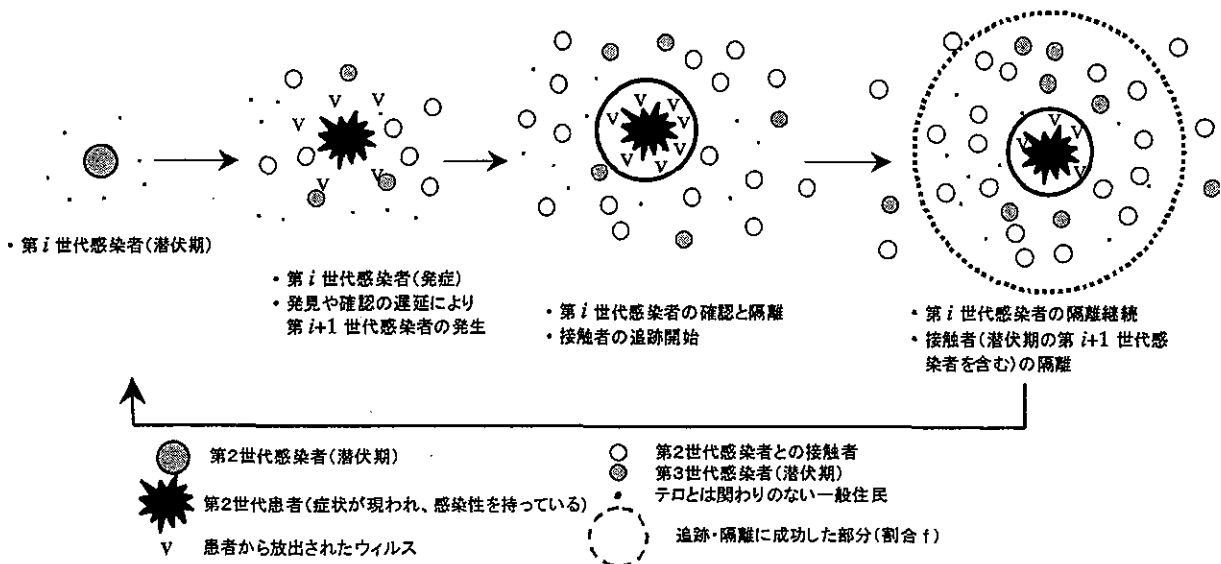 ・第 i 世代感染者(潜伏期)
・第 i 世代感染者(発症)
・発見や確認の遅延により
第 i+1 世代感染者の発生
・第 i 世代感染者の確認と隔離
・接触者の追跡開始
・第 i 世代感染者の隔離継続
・接触者(潜伏期の第 i+1 世代感
染者を含む)の隔離
第2世代感染者(潜伏期)
第2世代患者(症状が現われ、感染性を持っている)
v 患者から放出されたウィルス
第2世代感染者との接触者
第3世代感染者(潜伏期)
テロとは関わりのない一般住民
追跡・隔離に成功した部分(割合 f)